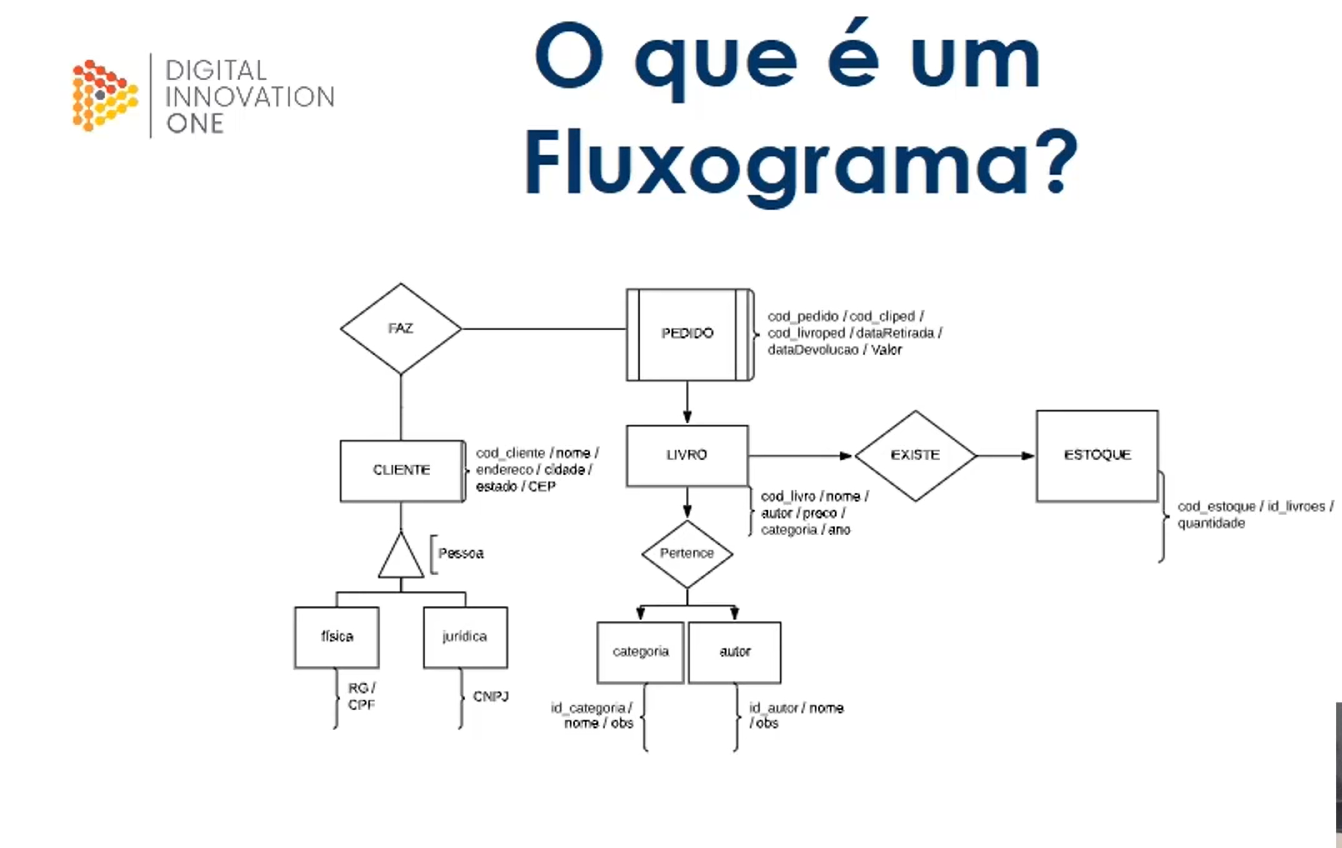 DIGITAL
INNOVATION
ONE
O que é um
Fluxograma?
FAZ
PEDIDO
cod_pedido / cod_cliped /
cod_livroped / dataRetirada /
dataDevolucao / Valor
CLIENTE
cod_cliente / nome /
endereco / cidade /
estado / CEP
LIVRO
EXISTE
ESTOQUE
cod_livro / nome /
autor / preco /
categoria / ano
cod_estoque / id_livroes /
quantidade
Pessoa
Pertence
física
jurídica
categoria
autor
RG /
CPF
CNPJ
id_categoria /
nome / obs
id_autor / nome
/ obs